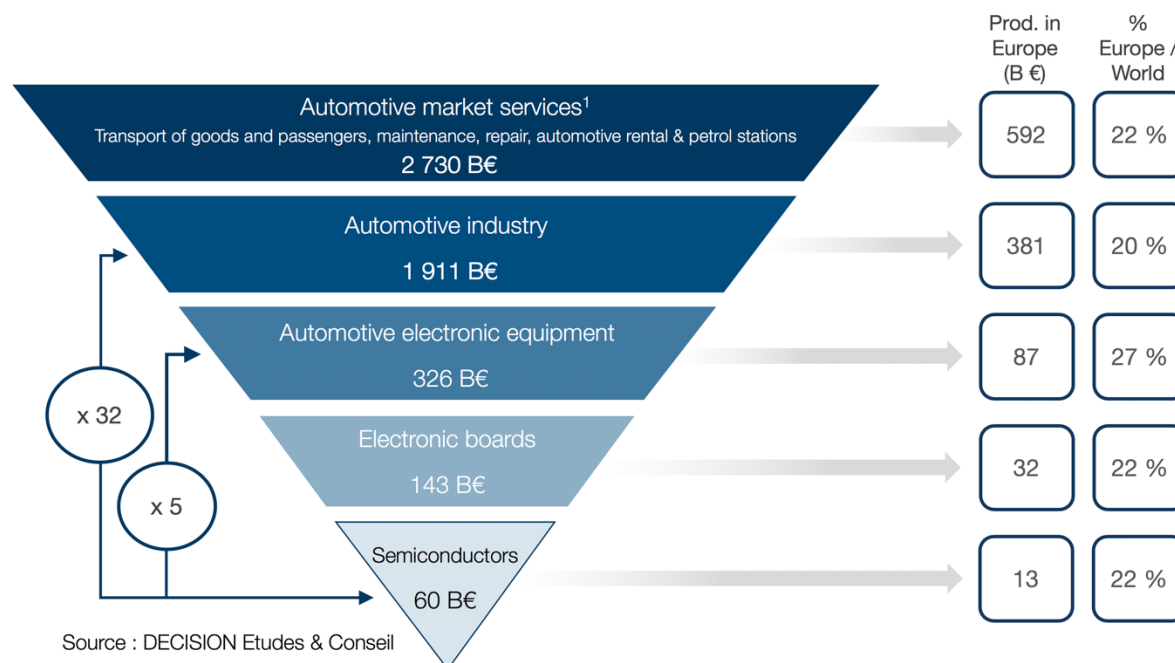 Prod. in
Europe
(B €)
%
Europe /
World
Automotive market services¹
Transport of goods and passengers, maintenance, repair, automotive rental & petrol stations
2 730 B€
592
22 %
Automotive industry
1 911 B€
381
20 %
Automotive electronic equipment
326 B€
87
27 %
x 32
Electronic boards
143 B€
32
22 %
x 5
Semiconductors
60 B€
13
22 %
Source : DECISION Etudes & Conseil